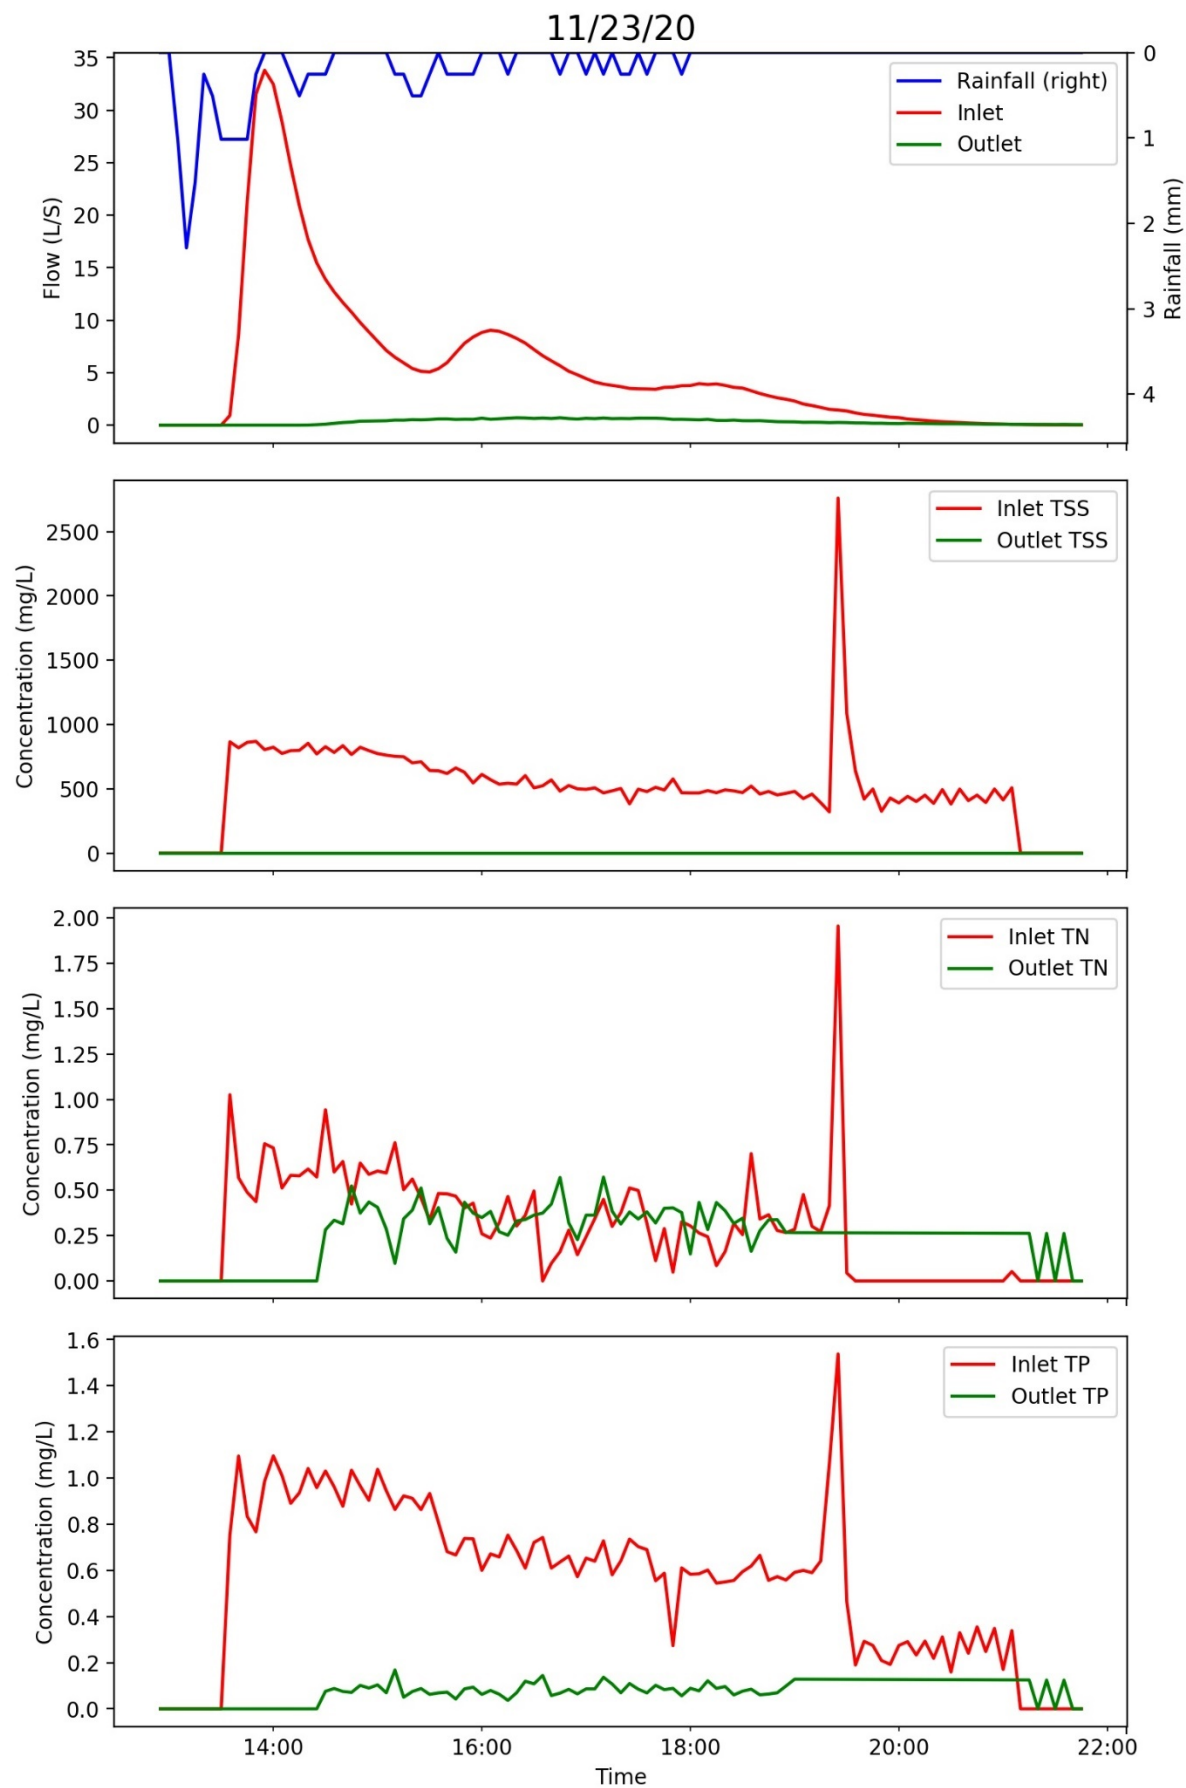 11/23/20
35
30
25
20
15
10
5
0
Flow (L/S)
0
1
2
3
4
Rainfall (mm)
Rainfall (right)
Inlet
Outlet
2500
2000
1500
1000
500
0
Concentration (mg/L)
Inlet TSS
Outlet TSS
2.00
1.75
1.50
1.25
1.00
0.75
0.50
0.25
0.00
Concentration (mg/L)
Inlet TN
Outlet TN
1.6
1.4
1.2
1.0
0.8
0.6
0.4
0.2
0.0
Concentration (mg/L)
Inlet TP
Outlet TP
14:00 16:00 18:00 20:00 22:00
Time